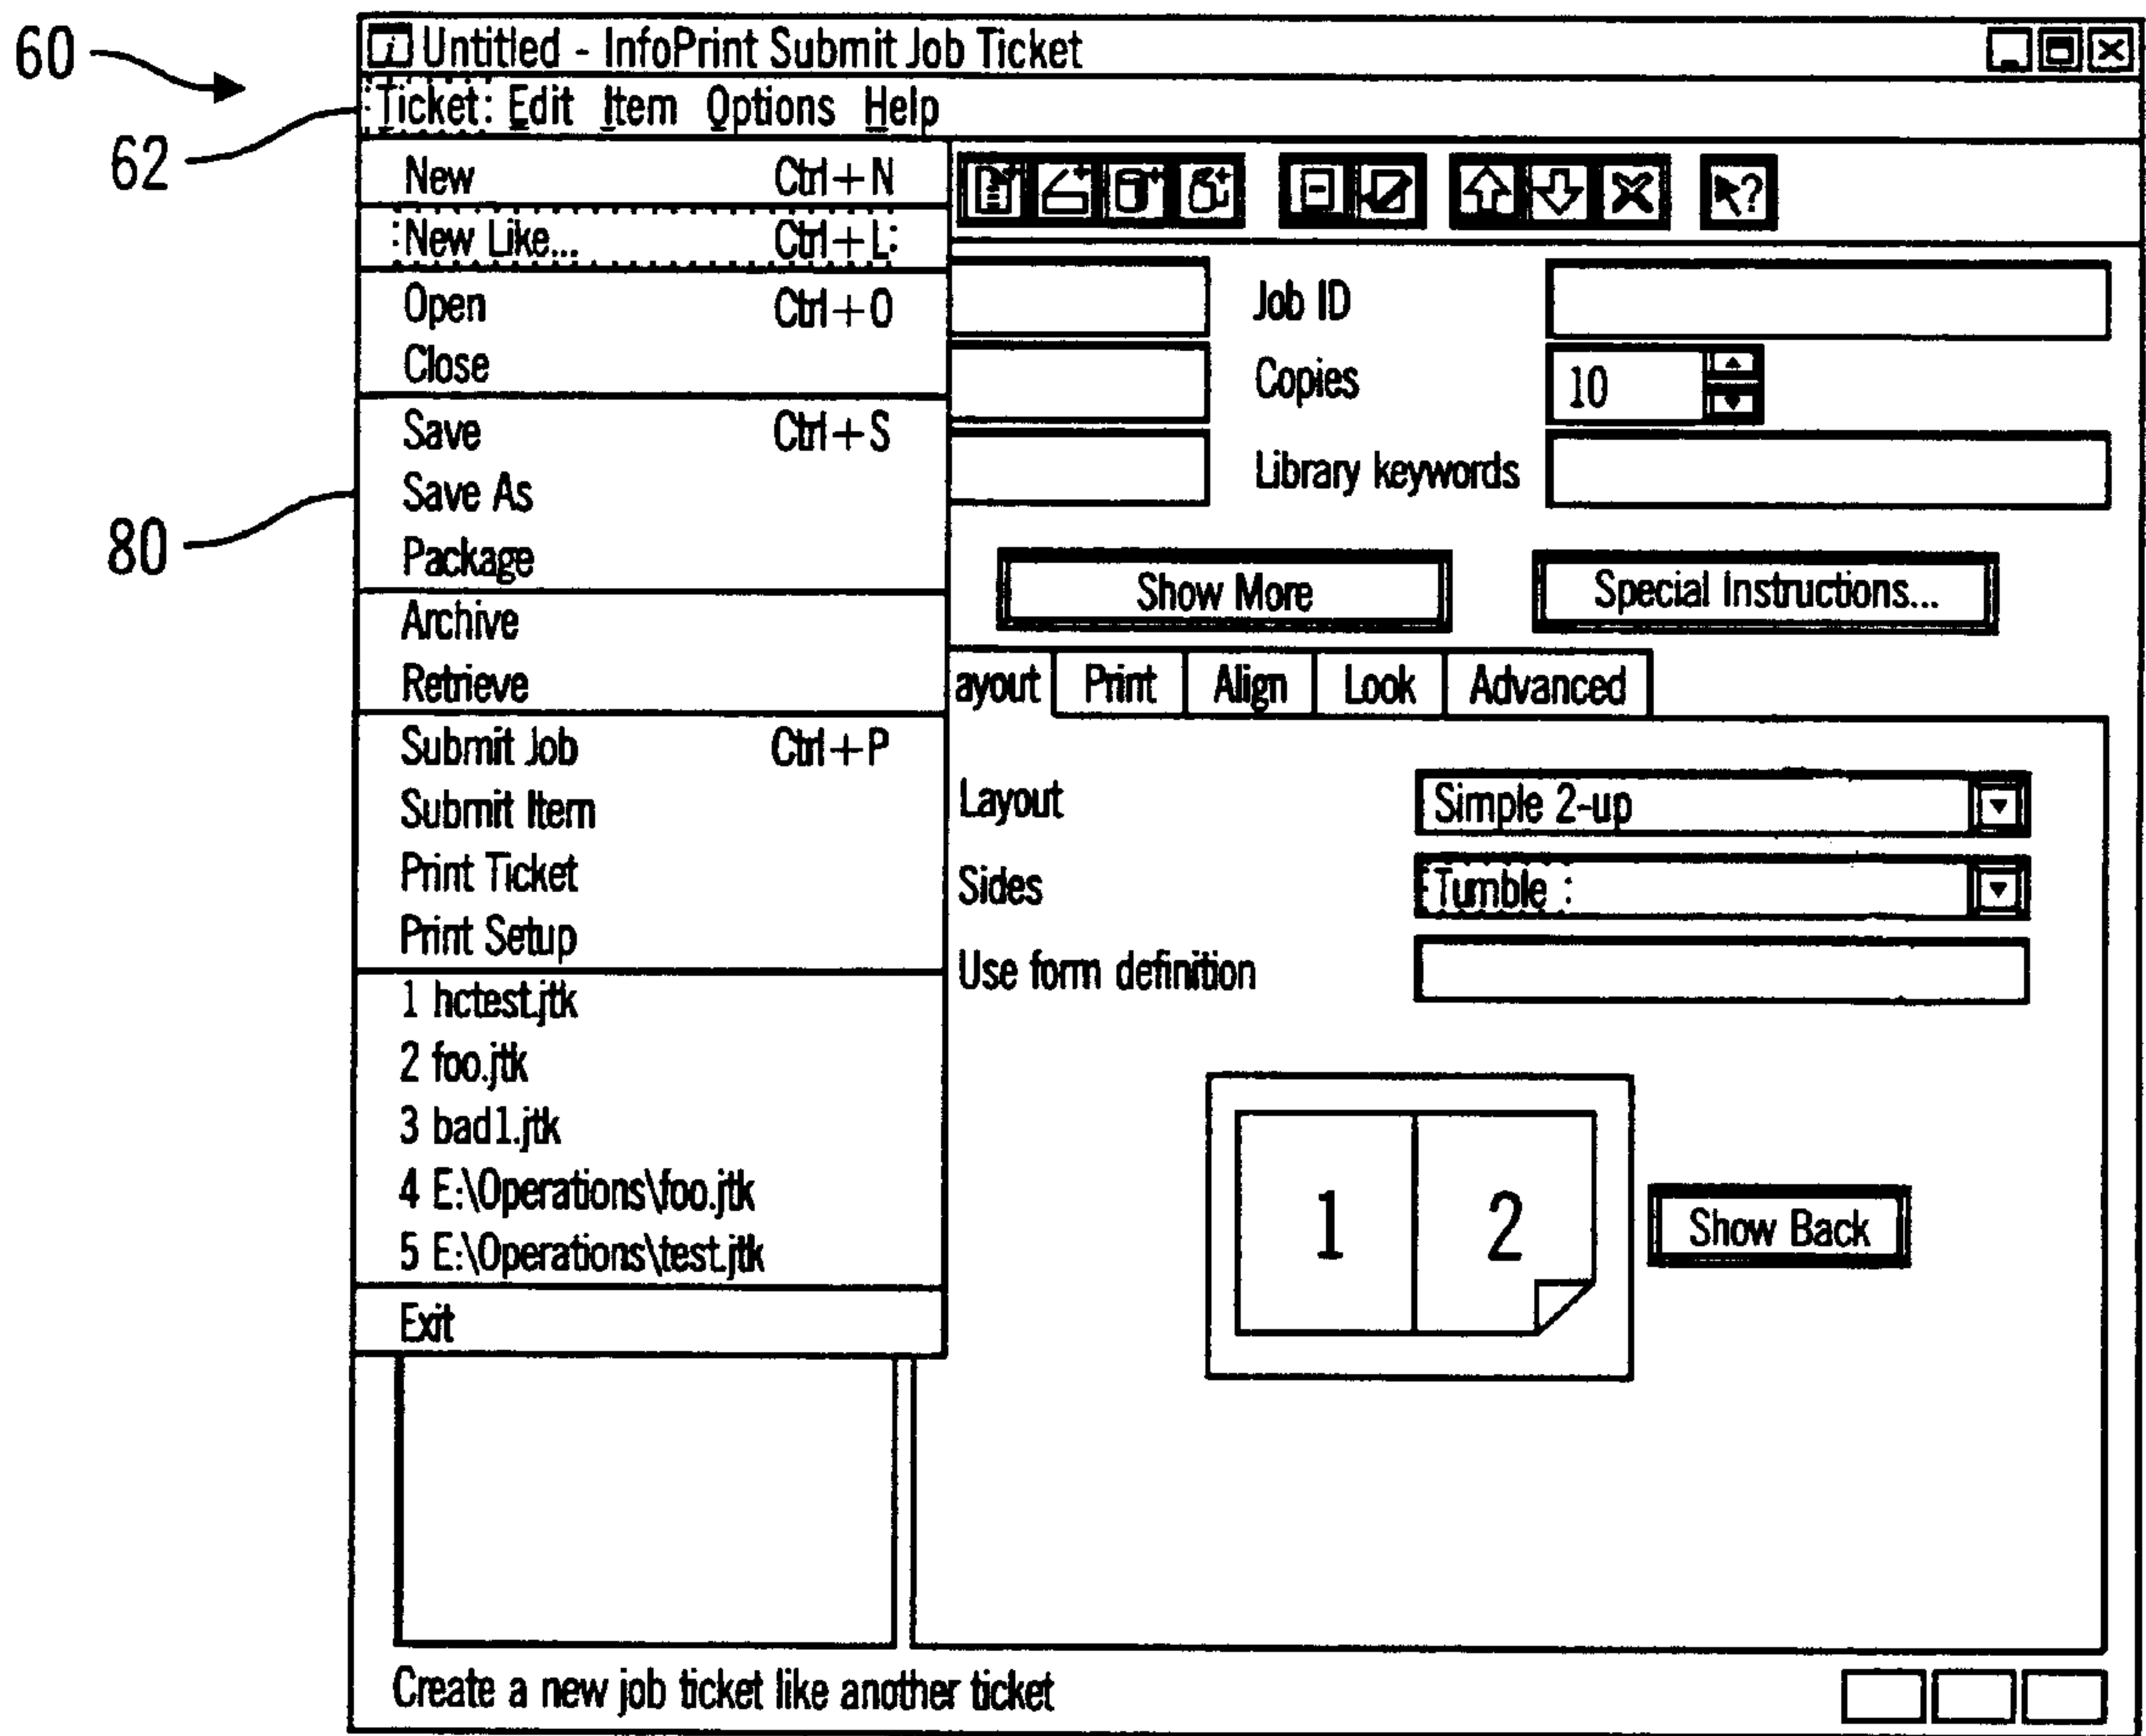 60
Untitled - InfoPrint Submit Job Ticket
62
Ticket Edit Item Options Help
New Ctrl+N
New Like... Ctrl+L
Open Ctrl+O
Close
Save Ctrl+S
Save As
Package
80
Archive
Retrieve
Submit Job Ctrl+P
Submit Item
Print Ticket
Print Setup
1 hctest.jtk
2 foo.jtk
3 bad1.jtk
4 E:\Operations\foo.jtk
5 E:\Operations\test.jtk
Exit
Job ID
Copies 10
Library keywords
Show More Special Instructions...
ayout Print Align Look Advanced
Layout Simple 2-up
Sides Tumble
Use form definition
1 2 Show Back
Create a new job ticket like another ticket